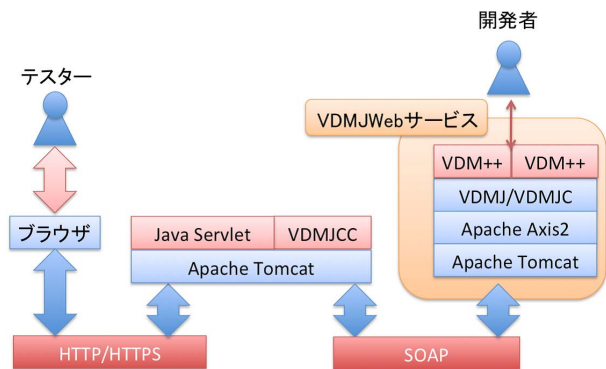 開発者
テスター
VDMJWebサービス
VDM++ VDM++
VDMJ/VDMJC
ブラウザ
Java Servlet VDMJCC
Apache Axis2
Apache Tomcat
Apache Tomcat
HTTP/HTTPS
SOAP